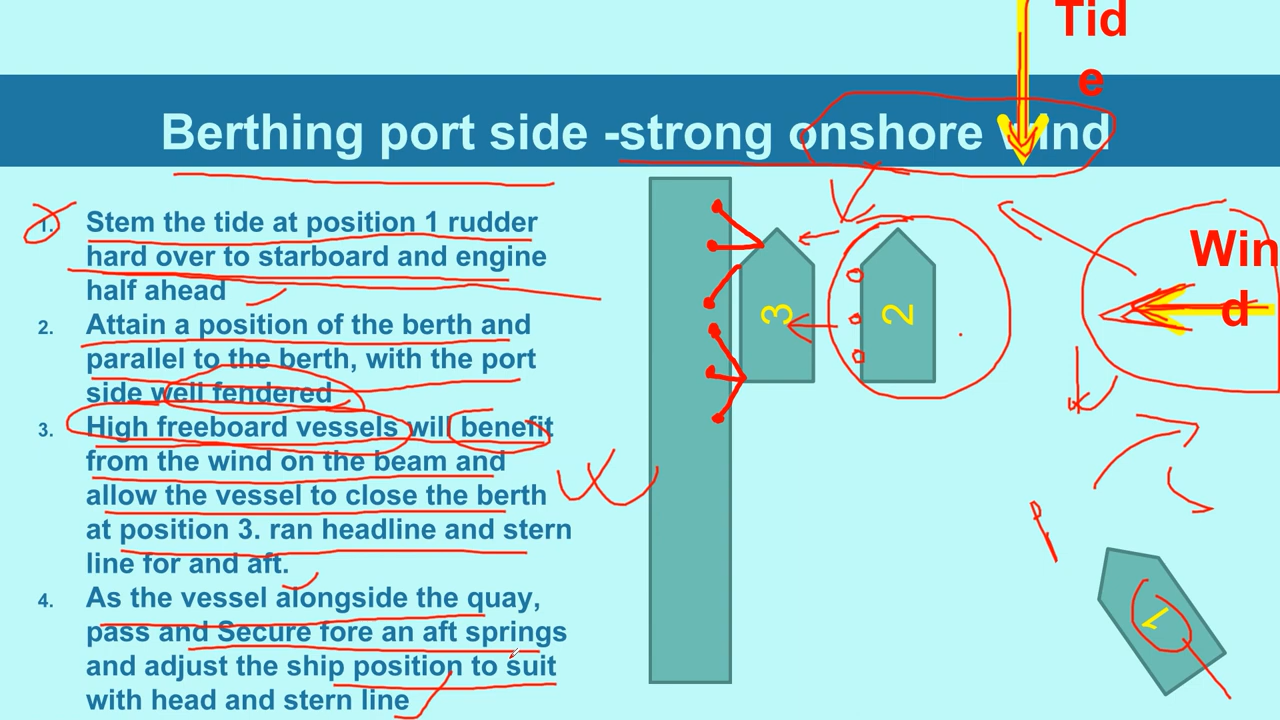 Tid
e
Berthing port side -strong onshore wind
1. Stem the tide at position 1 rudder
hard over to starboard and engine
half ahead
2. Attain a position of the berth and
parallel to the berth, with the port
side well fendered
3. High freeboard vessels will benefit
from the wind on the beam and
allow the vessel to close the berth
at position 3. ran headline and stern
line for and aft.
4. As the vessel alongside the quay,
pass and Secure fore an aft springs
and adjust the ship position to suit
with head and stern line
3
2
Win
d
1